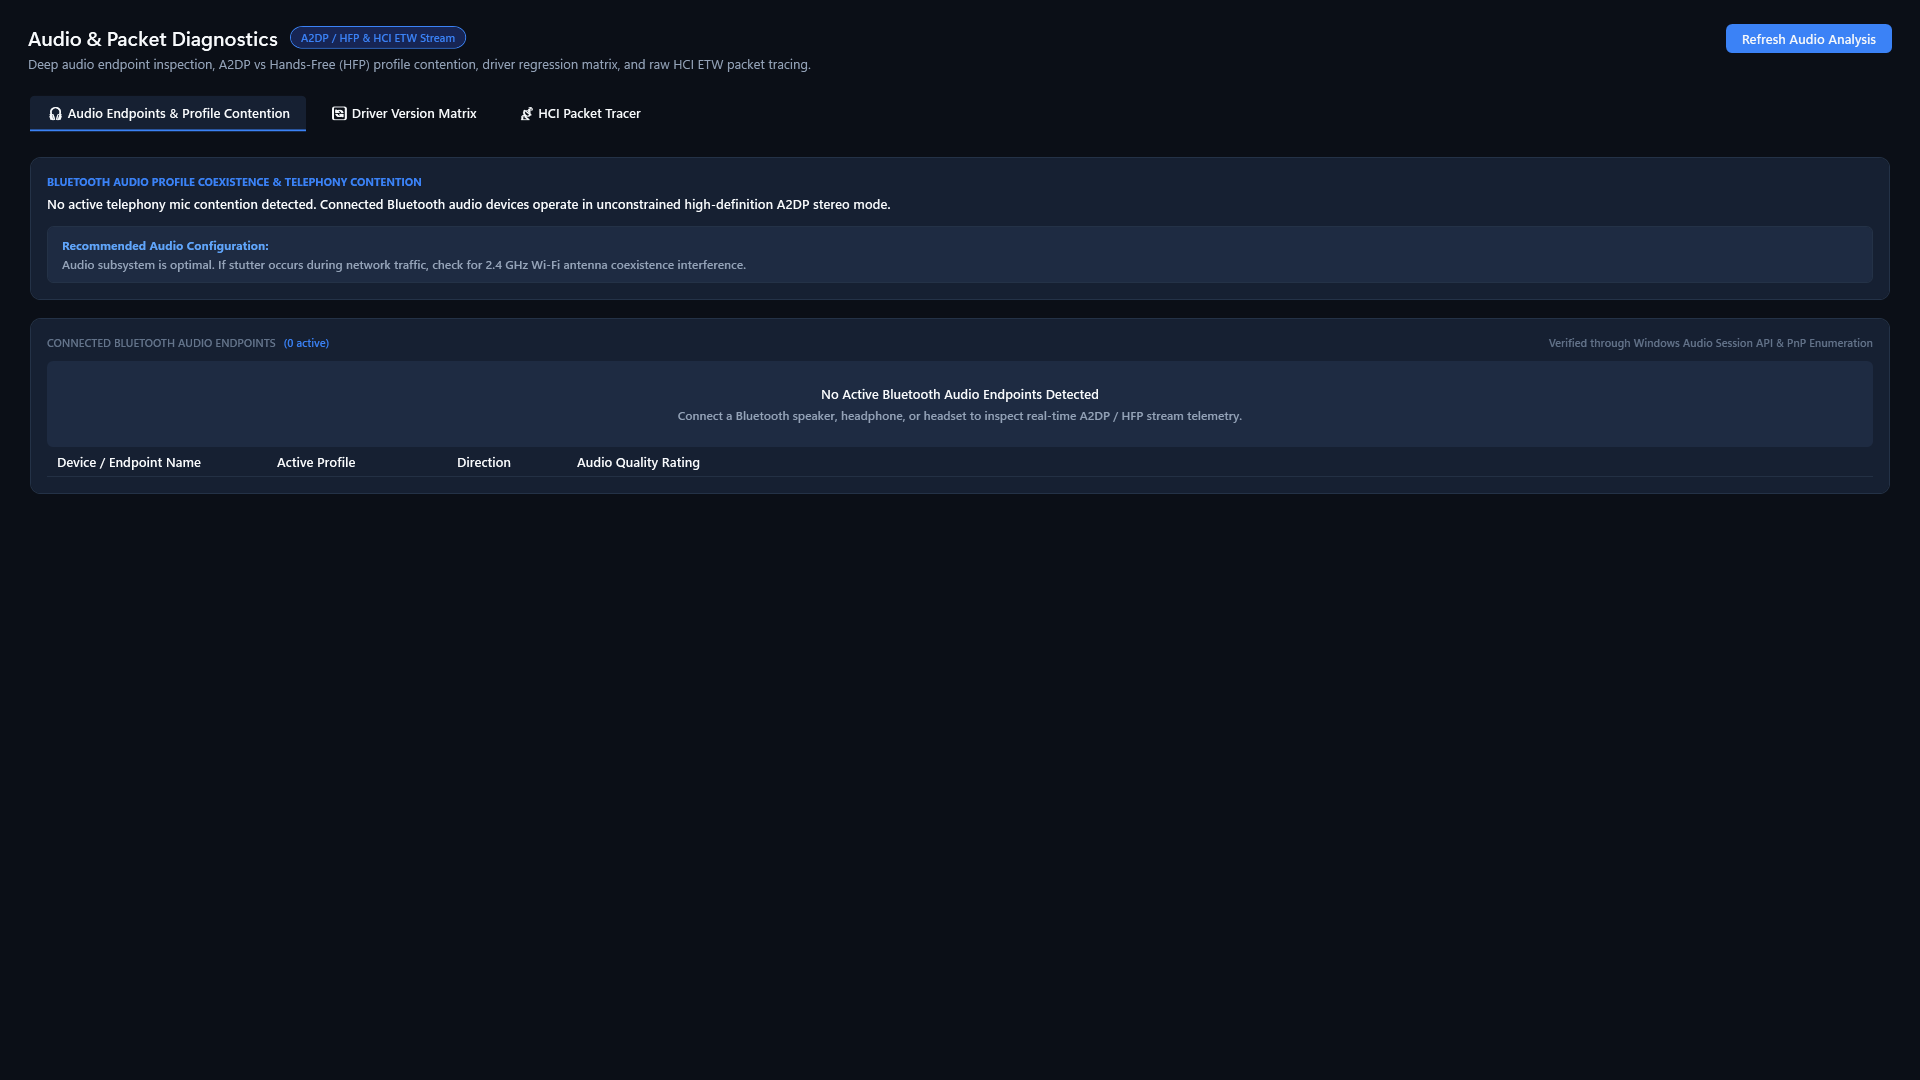 Audio & Packet Diagnostics
A2DP / HFP & HCI ETW Stream
Refresh Audio Analysis
Deep audio endpoint inspection, A2DP vs Hands-Free (HFP) profile contention, driver regression matrix, and raw HCI ETW packet tracing.
Audio Endpoints & Profile Contention
Driver Version Matrix
HCI Packet Tracer
BLUETOOTH AUDIO PROFILE COEXISTENCE & TELEPHONY CONTENTION
No active telephony mic contention detected. Connected Bluetooth audio devices operate in unconstrained high-definition A2DP stereo mode.
Recommended Audio Configuration:
Audio subsystem is optimal. If stutter occurs during network traffic, check for 2.4 GHz Wi-Fi antenna coexistence interference.
CONNECTED BLUETOOTH AUDIO ENDPOINTS (0 active)
Verified through Windows Audio Session API & PnP Enumeration
No Active Bluetooth Audio Endpoints Detected
Connect a Bluetooth speaker, headphone, or headset to inspect real-time A2DP / HFP stream telemetry.
Device / Endpoint Name
Active Profile
Direction
Audio Quality Rating